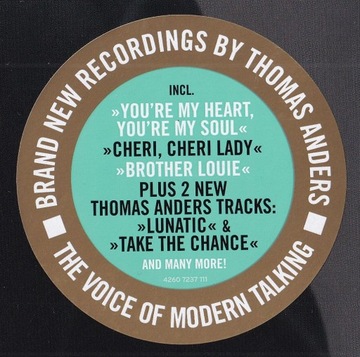 BRAND NEW RECORDINGS BY THOMAS ANDERS
INCL.
»YOU'RE MY HEART,
YOU'RE MY SOUL«
»CHERI, CHERI LADY«
»BROTHER LOUIE«
PLUS 2 NEW
THOMAS ANDERS TRACKS:
»LUNATIC« &
»TAKE THE CHANCE«
AND MANY MORE!
4260 7237 111
THE VOICE OF MODERN TALKING